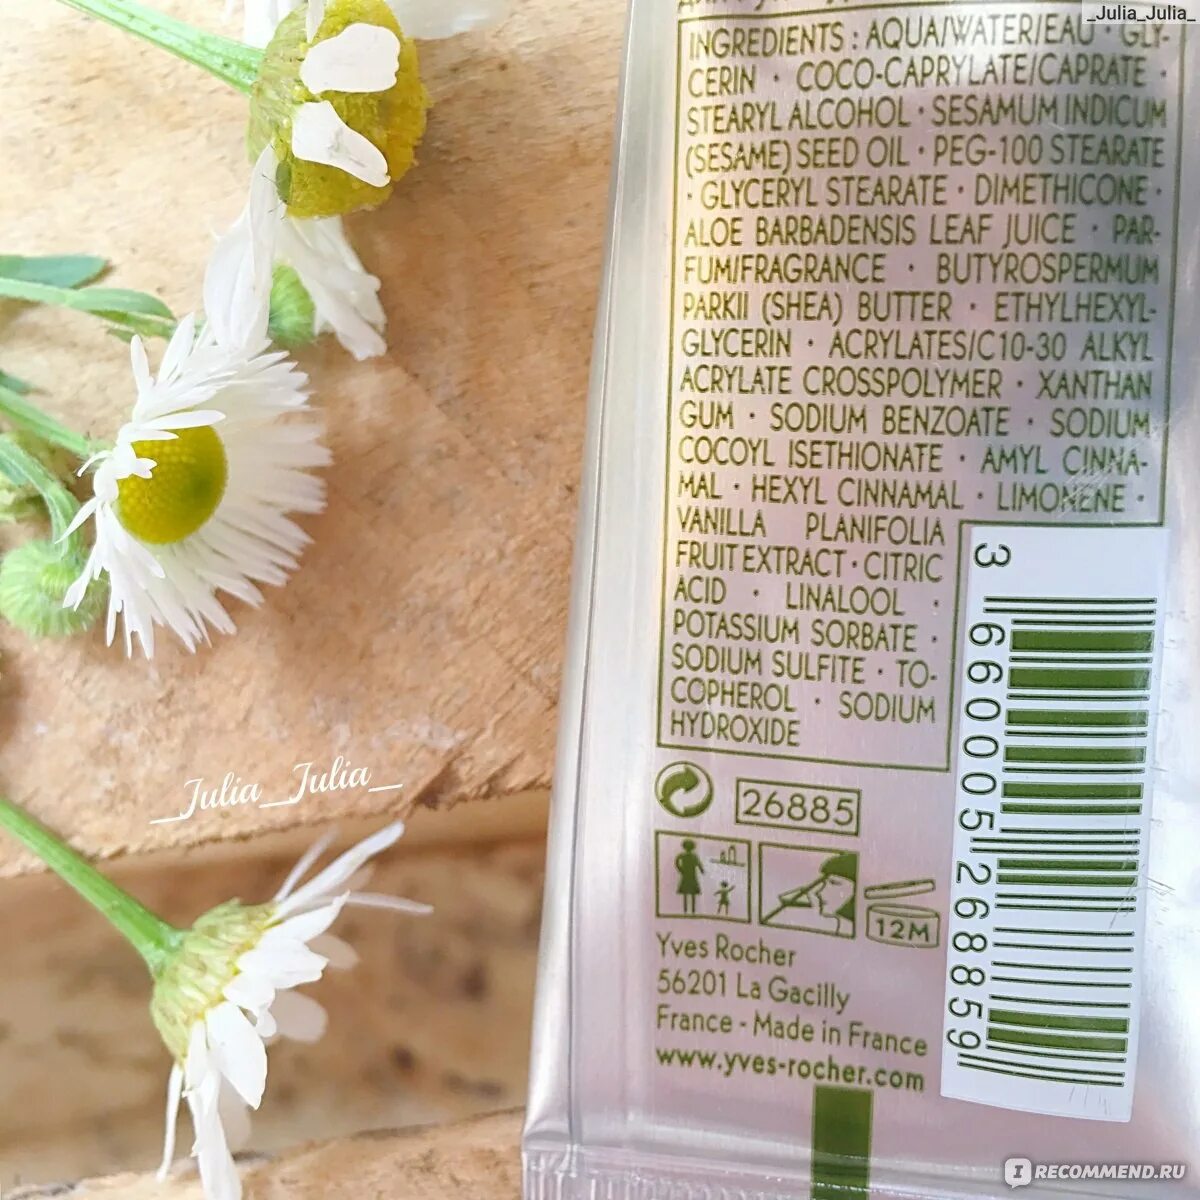 _Julia_Julia_
INGREDIENTS : AQUA/WATER/EAU · GLY-
CERIN · COCO-CAPRYLATE/CAPRATE ·
STEARYL ALCOHOL · SESAMUM INDICUM
(SESAME) SEED OIL · PEG-100 STEARATE
· GLYCERYL STEARATE · DIMETHICONE ·
ALOE BARBADENSIS LEAF JUICE · PAR-
FUM/FRAGRANCE · BUTYROSPERMUM
PARKII (SHEA) BUTTER · ETHYLHEXYL-
GLYCERIN · ACRYLATES/C10-30 ALKYL
ACRYLATE CROSSPOLYMER · XANTHAN
GUM · SODIUM BENZOATE · SODIUM
COCOYL ISETHIONATE · AMYL CINNA-
MAL · HEXYL CINNAMAL · LIMONENE ·
VANILLA PLANIFOLIA
FRUIT EXTRACT · CITRIC
ACID · LINALOOL ·
POTASSIUM SORBATE ·
SODIUM SULFITE · TO-
COPHEROL · SODIUM
HYDROXIDE
3 660005 268859
_Julia_Julia_
26885
12M
Yves Rocher
56201 La Gacilly
France - Made in France
www.yves-rocher.com
I RECOMMEND.RU